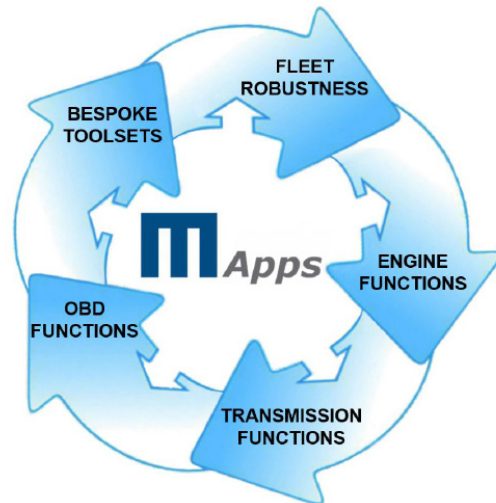 FLEET
ROBUSTNESS
BESPOKE
TOOLSETS
m Apps
ENGINE
FUNCTIONS
OBD
FUNCTIONS
TRANSMISSION
FUNCTIONS